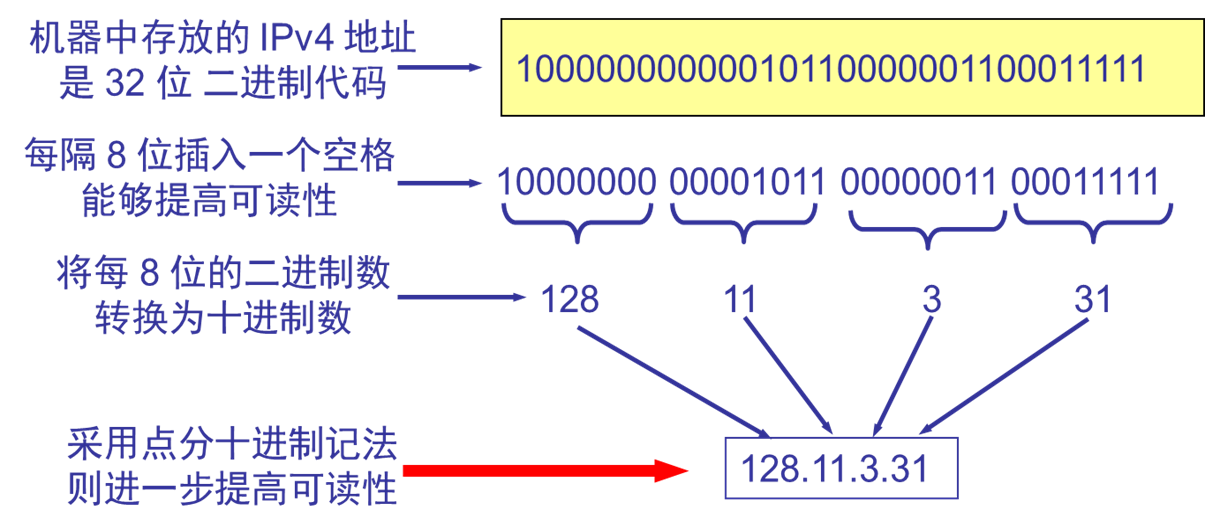 机器中存放的 IPv4 地址
是 32 位 二进制代码
10000000000010110000001100011111
每隔 8 位插入一个空格
能够提高可读性
10000000 00001011 00000011 00011111
将每 8 位的二进制数
转换为十进制数
128 11 3 31
采用点分十进制记法
则进一步提高可读性
128.11.3.31